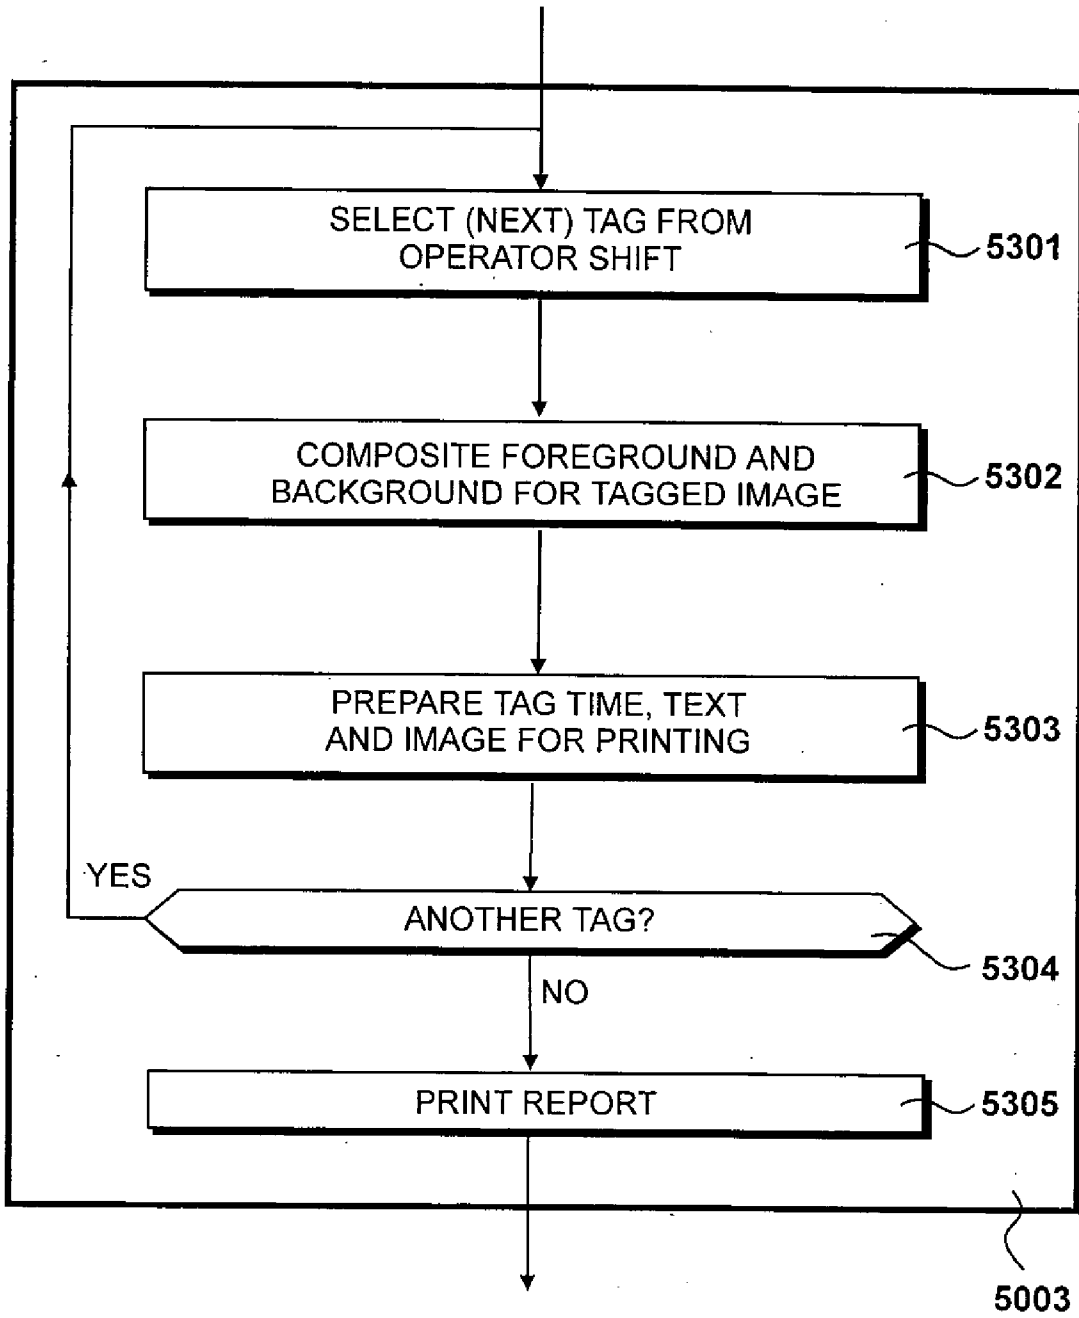 SELECT (NEXT) TAG FROM
OPERATOR SHIFT
5301
COMPOSITE FOREGROUND AND
BACKGROUND FOR TAGGED IMAGE
5302
PREPARE TAG TIME, TEXT
AND IMAGE FOR PRINTING
5303
YES
ANOTHER TAG?
5304
NO
PRINT REPORT
5305
5003